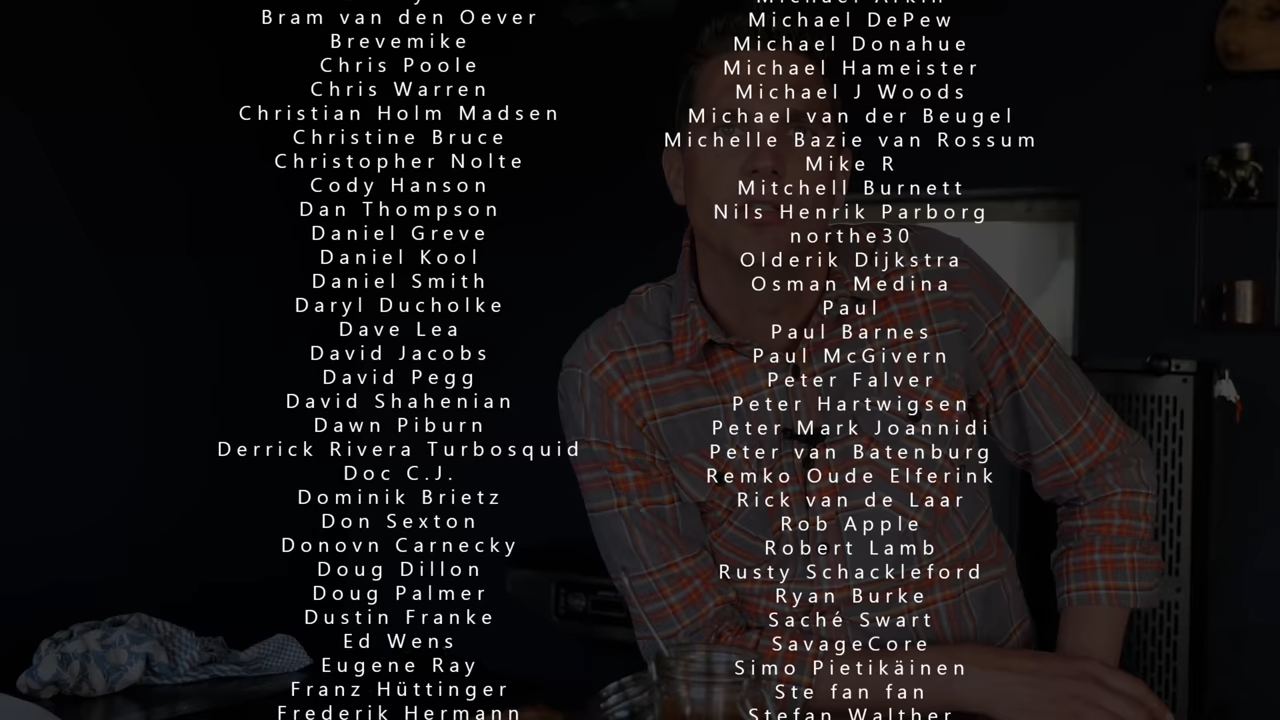 Bram van den Oever
Brevemike
Chris Poole
Chris Warren
Christian Holm Madsen
Christine Bruce
Christopher Nolte
Cody Hanson
Dan Thompson
Daniel Greve
Daniel Kool
Daniel Smith
Daryl Ducholke
Dave Lea
David Jacobs
David Pegg
David Shahenian
Dawn Piburn
Derrick Rivera Turbosquid
Doc C.J.
Dominik Brietz
Don Sexton
Donovn Carnecky
Doug Dillon
Doug Palmer
Dustin Franke
Ed Wens
Eugene Ray
Franz Hüttinger
Frederik Hermann
Michael DePew
Michael Donahue
Michael Hameister
Michael J Woods
Michael van der Beugel
Michelle Bazie van Rossum
Mike R
Mitchell Burnett
Nils Henrik Parborg
northe30
Olderik Dijkstra
Osman Medina
Paul
Paul Barnes
Paul McGivern
Peter Falver
Peter Hartwigsen
Peter Mark Joannidi
Peter van Batenburg
Remko Oude Elferink
Rick van de Laar
Rob Apple
Robert Lamb
Rusty Schackleford
Ryan Burke
Saché Swart
SavageCore
Simo Pietikäinen
Ste fan fan
Stefan Walther